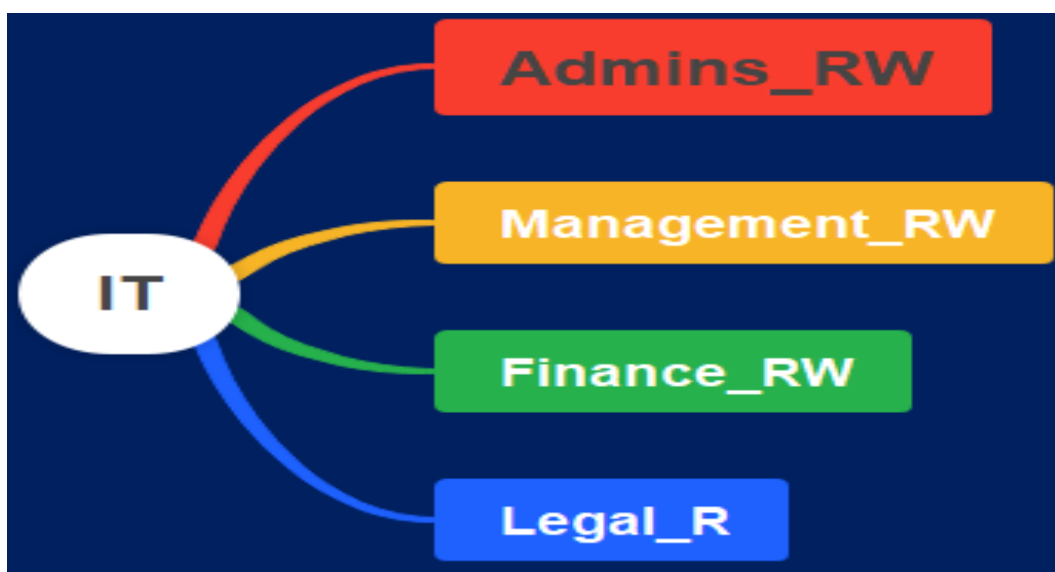 Admins_RW
Management_RW
IT
Finance_RW
Legal_R